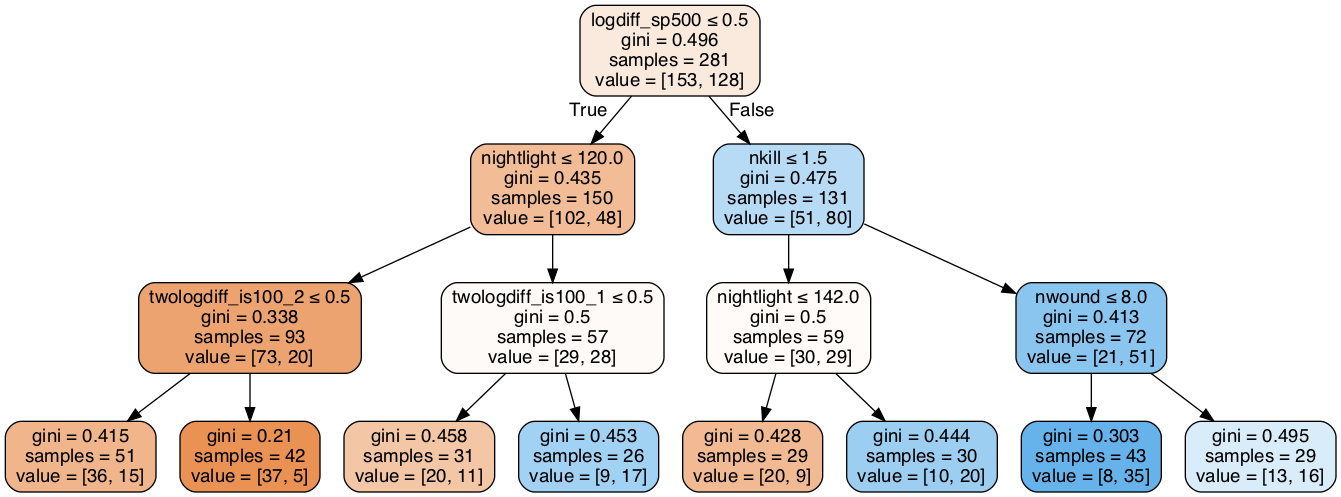 logdiff_sp500 ≤ 0.5
gini = 0.496
samples = 281
value = [153, 128]
True
False
nightlight ≤ 120.0
gini = 0.435
samples = 150
value = [102, 48]
nkill ≤ 1.5
gini = 0.475
samples = 131
value = [51, 80]
twologdiff_is100_2 ≤ 0.5
gini = 0.338
samples = 93
value = [73, 20]
twologdiff_is100_1 ≤ 0.5
gini = 0.5
samples = 57
value = [29, 28]
nightlight ≤ 142.0
gini = 0.5
samples = 59
value = [30, 29]
nwound ≤ 8.0
gini = 0.413
samples = 72
value = [21, 51]
gini = 0.415
samples = 51
value = [36, 15]
gini = 0.21
samples = 42
value = [37, 5]
gini = 0.458
samples = 31
value = [20, 11]
gini = 0.453
samples = 26
value = [9, 17]
gini = 0.428
samples = 29
value = [20, 9]
gini = 0.444
samples = 30
value = [10, 20]
gini = 0.303
samples = 43
value = [8, 35]
gini = 0.495
samples = 29
value = [13, 16]